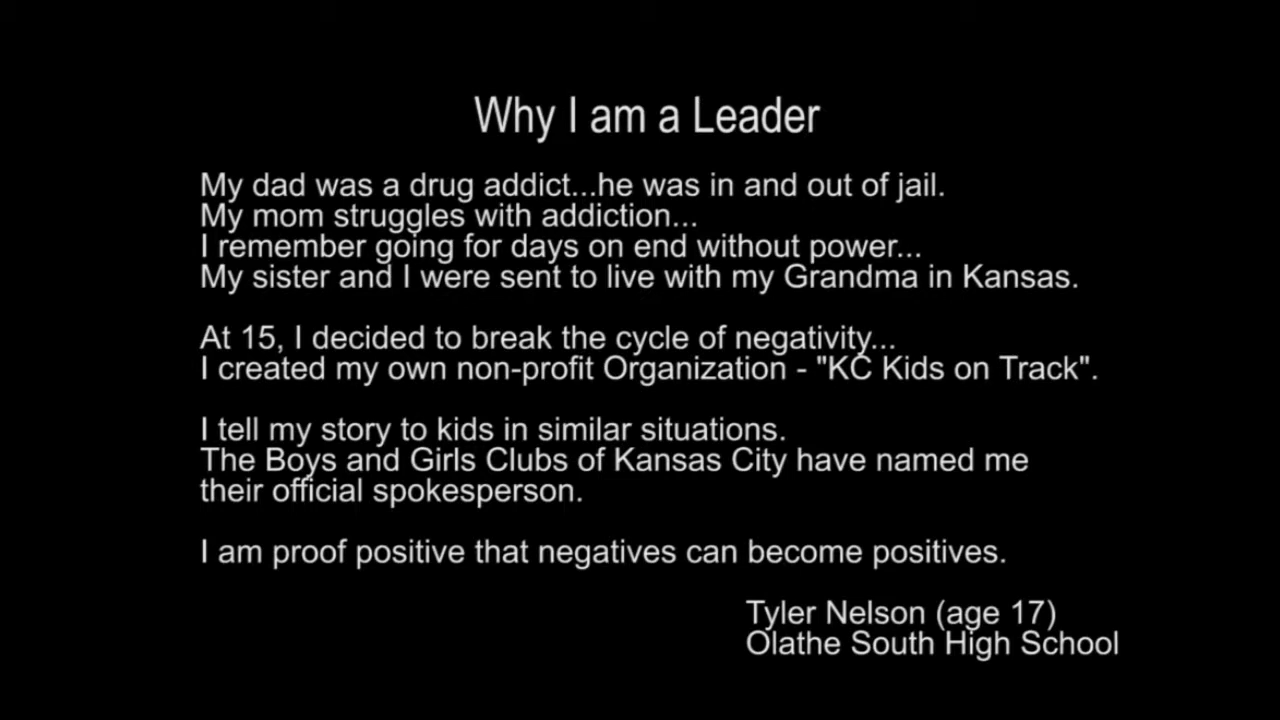 Why I am a Leader
My dad was a drug addict...he was in and out of jail.
My mom struggles with addiction...
I remember going for days on end without power...
My sister and I were sent to live with my Grandma in Kansas.
At 15, I decided to break the cycle of negativity...
I created my own non-profit Organization - "KC Kids on Track".
I tell my story to kids in similar situations.
The Boys and Girls Clubs of Kansas City have named me
their official spokesperson.
I am proof positive that negatives can become positives.
Tyler Nelson (age 17)
Olathe South High School